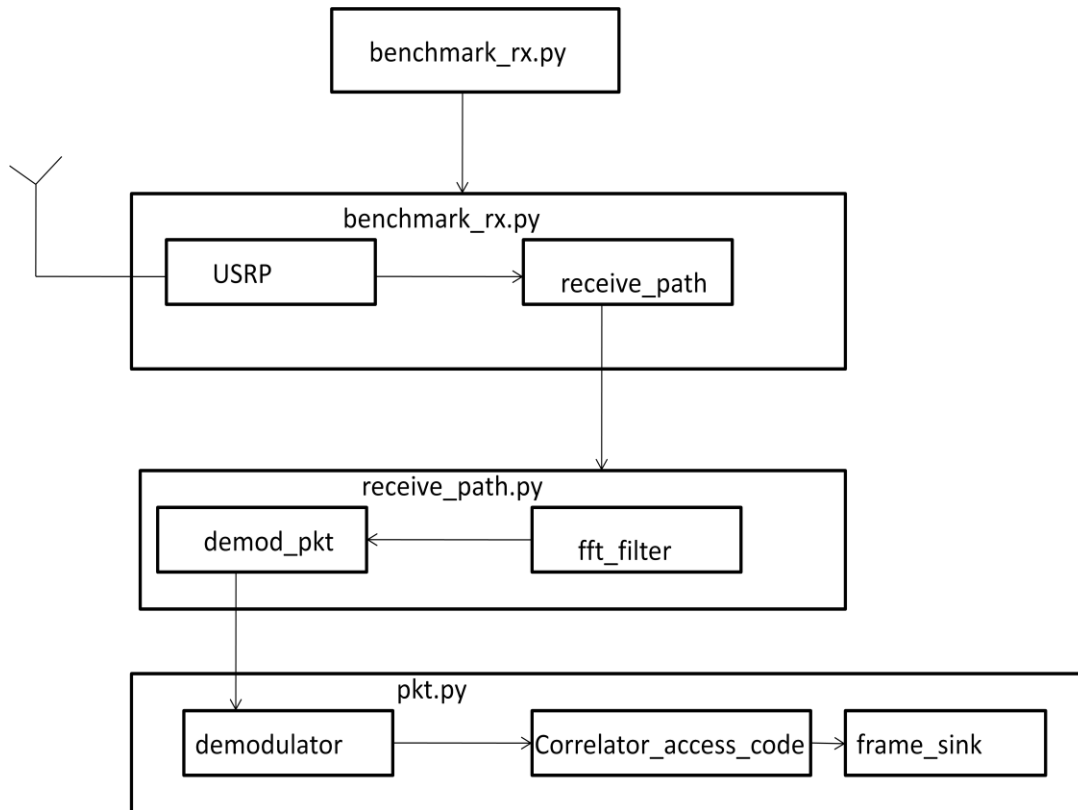 benchmark_rx.py
benchmark_rx.py
USRP
receive_path
receive_path.py
demod_pkt
fft_filter
pkt.py
demodulator
Correlator_access_code
frame_sink